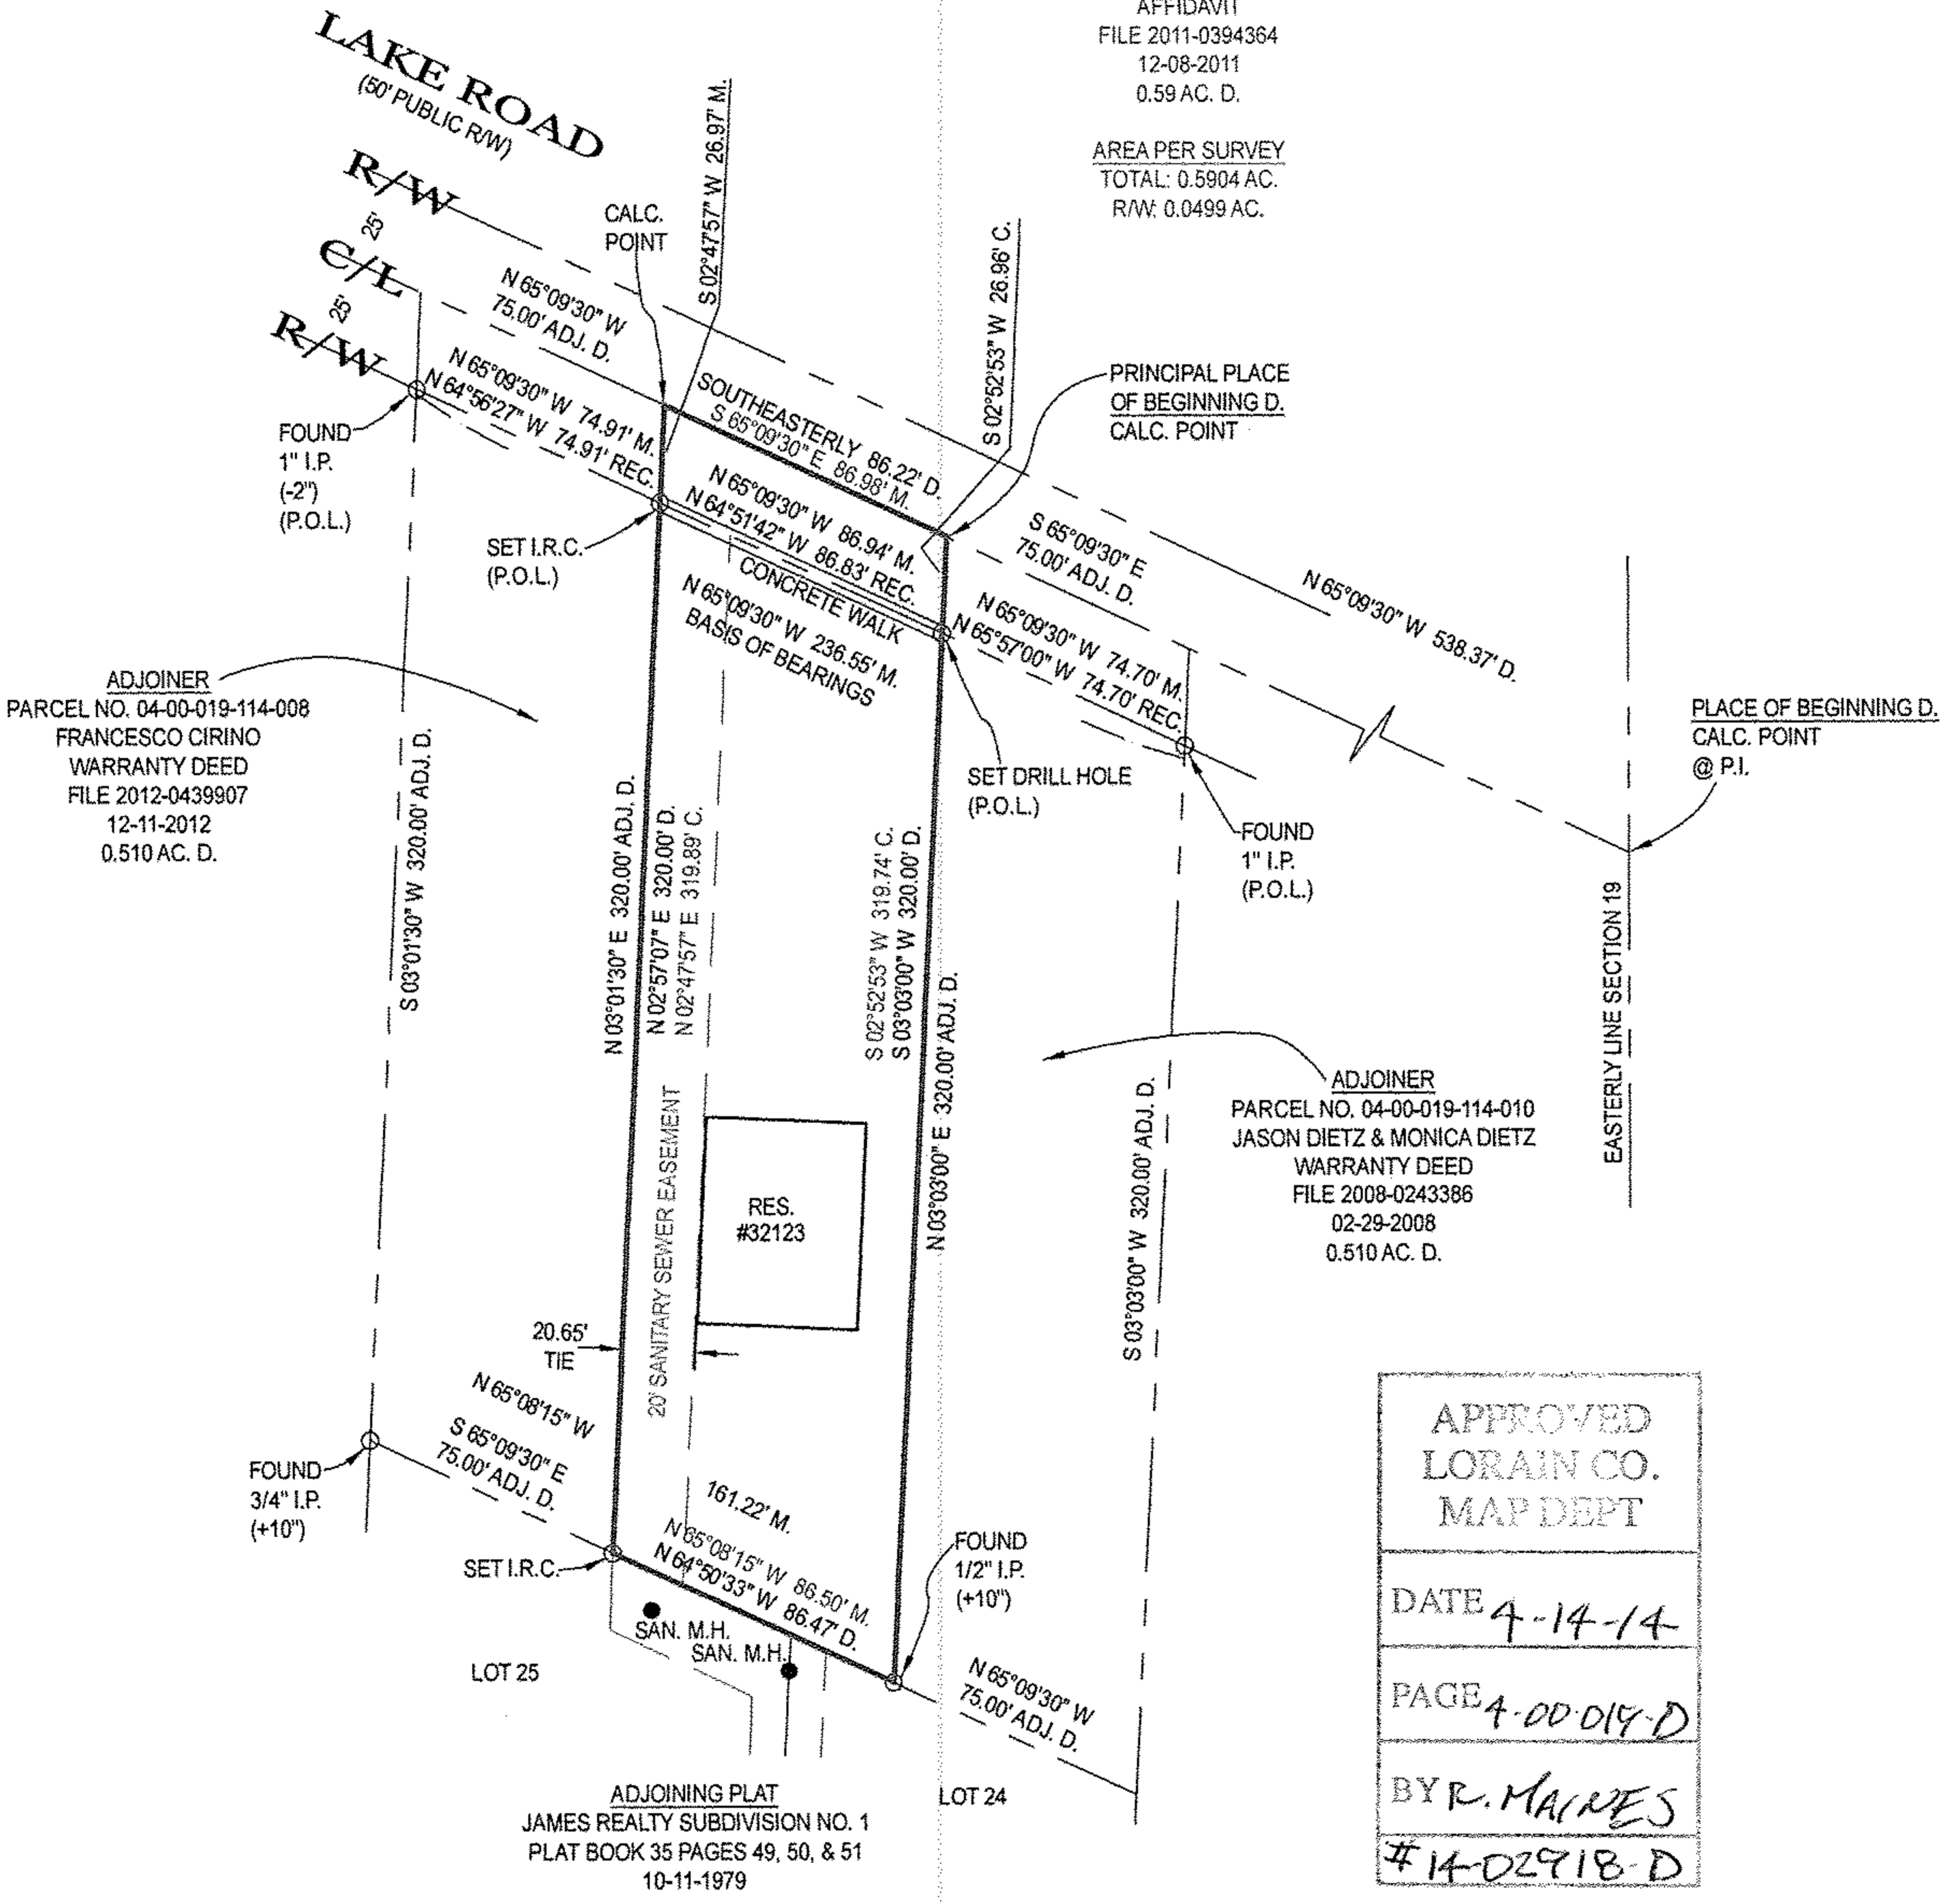 AFFIDAVIT
FILE 2011-0394364
12-08-2011
0.59 AC. D.
AREA PER SURVEY
TOTAL: 0.5904 AC.
R/W: 0.0499 AC.
LAKE ROAD
(50' PUBLIC R/W)
R/W
25
C/L
25
R/W
CALC.
POINT
S 02°47'57" W 26.97' M.
S 02°52'53" W 26.96' C.
N 65°09'30" W
75.00' ADJ. D.
N 65°09'30" W 74.91' M.
N 64°56'27" W 74.91' REC.
SOUTHEASTERLY 86.22' D.
S 65°09'30" E 86.98' M.
PRINCIPAL PLACE
OF BEGINNING D.
CALC. POINT
FOUND
1" I.P.
(-2")
(P.O.L.)
SET I.R.C.
(P.O.L.)
N 65°09'30" W 86.94' M.
N 64°51'42" W 86.83' REC.
CONCRETE WALK
N 65°09'30" W 236.55' M.
BASIS OF BEARINGS
S 65°09'30" E
75.00' ADJ. D.
N 65°09'30" W 538.37' D.
N 65°09'30" W 74.70' M.
N 65°57'00" W 74.70' REC.
ADJOINER
PARCEL NO. 04-00-019-114-008
FRANCESCO CIRINO
WARRANTY DEED
FILE 2012-0439907
12-11-2012
0.510 AC. D.
PLACE OF BEGINNING D.
CALC. POINT
@ P.I.
SET DRILL HOLE
(P.O.L.)
FOUND
1" I.P.
(P.O.L.)
S 03°01'30" W 320.00' ADJ. D.
N 03°01'30" E 320.00' ADJ. D.
N 02°57'07" E 320.00' D.
N 02°47'57" E 319.89' C.
S 02°52'53" W 319.74' C.
S 03°03'00" W 320.00' D.
N 03°03'00" E 320.00' ADJ. D.
S 03°03'00" W 320.00' ADJ. D.
EASTERLY LINE SECTION 19
ADJOINER
PARCEL NO. 04-00-019-114-010
JASON DIETZ & MONICA DIETZ
WARRANTY DEED
FILE 2008-0243386
02-29-2008
0.510 AC. D.
20' SANITARY SEWER EASEMENT
RES.
#32123
20.65'
TIE
N 65°08'15" W
S 65°09'30" E
75.00' ADJ. D.
161.22' M.
N 65°08'15" W 86.50' M.
N 64°50'33" W 86.47' D.
FOUND
3/4" I.P.
(+10")
SET I.R.C.
FOUND
1/2" I.P.
(+10")
SAN. M.H.
SAN. M.H.
LOT 25
N 65°09'30" W
75.00' ADJ. D.
LOT 24
ADJOINING PLAT
JAMES REALTY SUBDIVISION NO. 1
PLAT BOOK 35 PAGES 49, 50, & 51
10-11-1979
APPROVED
LORAIN CO.
MAP DEPT
DATE 4-14-14
PAGE 4-00-019-D
BY R. MAINES
# 14-02918-D